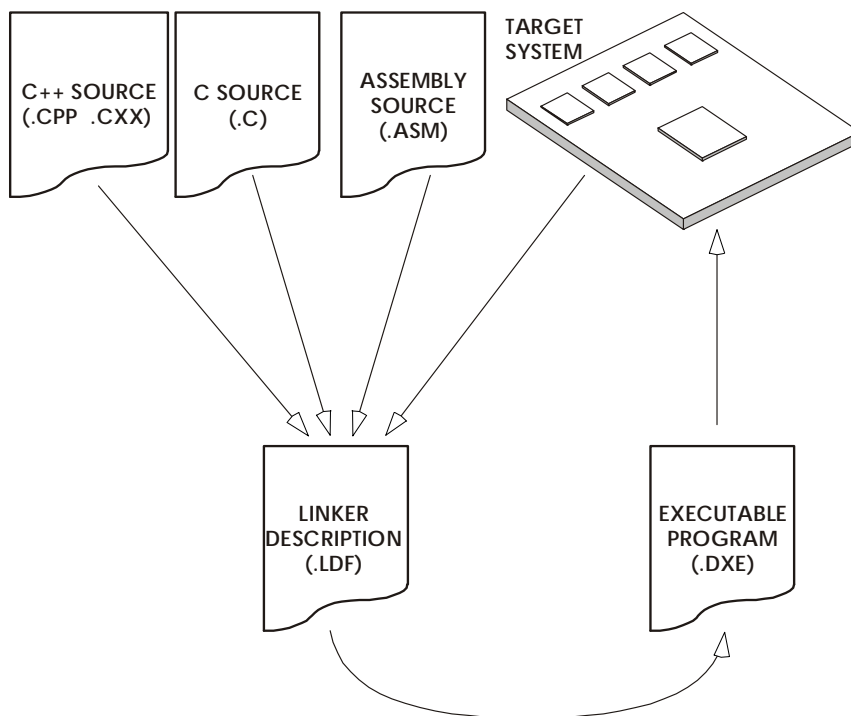 C++ SOURCE
(.CPP .CXX)
C SOURCE
(.C)
ASSEMBLY
SOURCE
(.ASM)
TARGET
SYSTEM
LINKER
DESCRIPTION
(.LDF)
EXECUTABLE
PROGRAM
(.DXE)